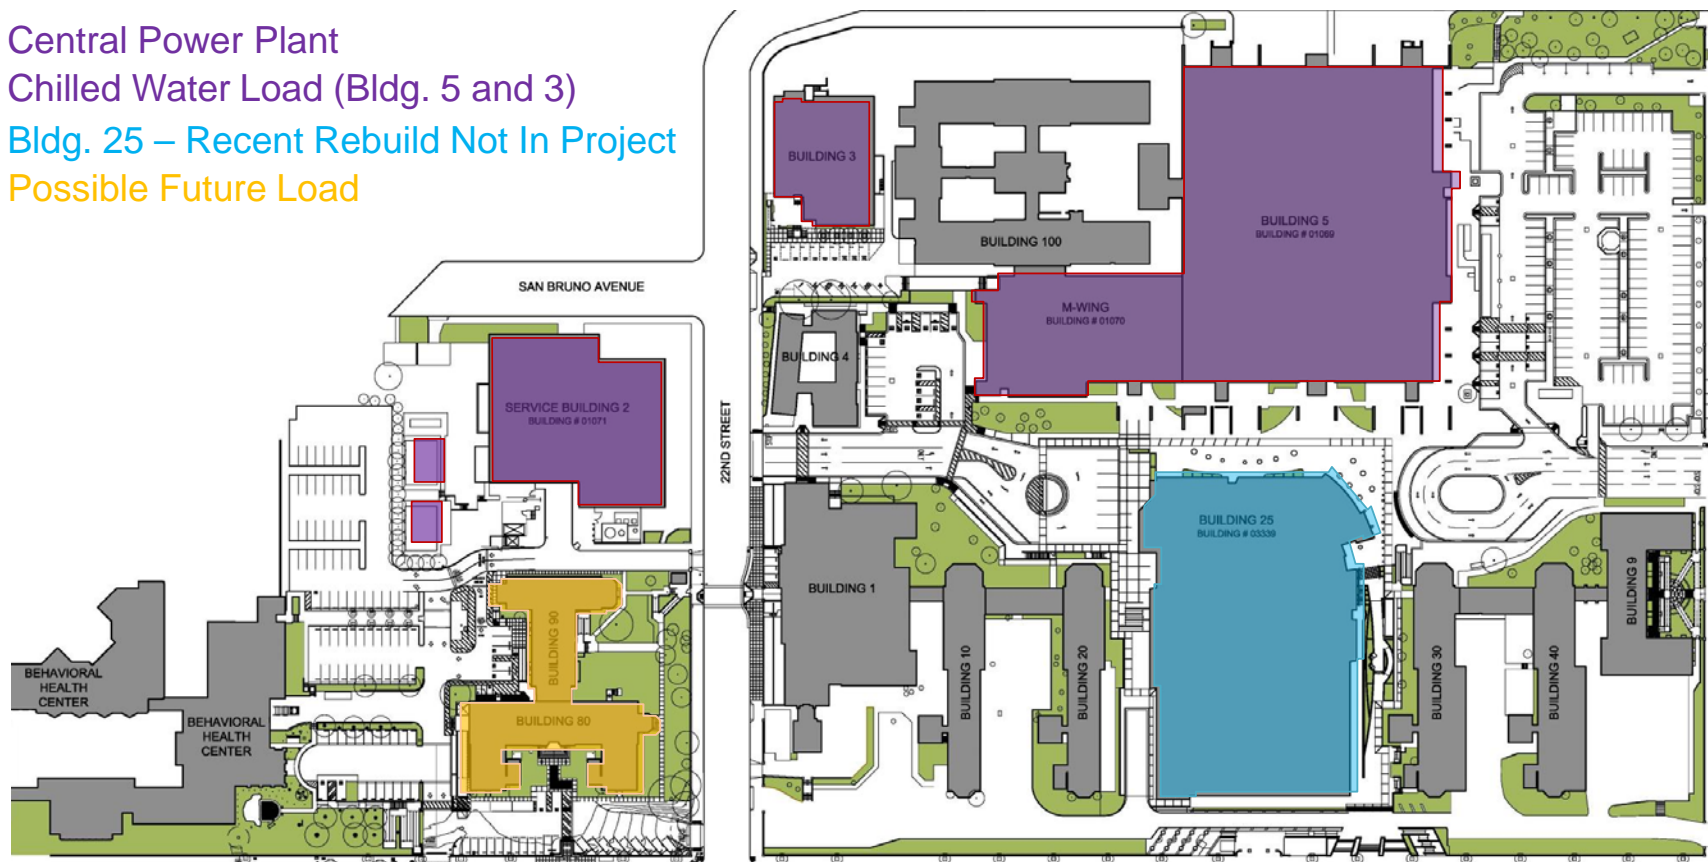 Central Power Plant
Chilled Water Load (Bldg. 5 and 3)
Bldg. 25 – Recent Rebuild Not In Project
Possible Future Load
BUILDING 3
BUILDING 100
BUILDING 5
BUILDING # 01069
SAN BRUNO AVENUE
M-WING
BUILDING # 01070
BUILDING 4
SERVICE BUILDING 2
BUILDING # 01071
22ND STREET
BUILDING 25
BUILDING # 03339
BUILDING 1
BUILDING 9
BUILDING 90
BUILDING 10
BUILDING 20
BUILDING 30
BUILDING 40
BEHAVIORAL
HEALTH
CENTER
BEHAVIORAL
HEALTH
CENTER
BUILDING 80